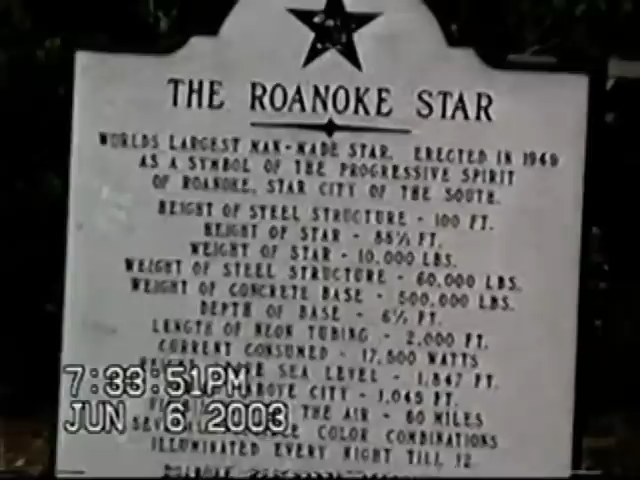 THE ROANOKE STAR
WORLDS LARGEST MAN-MADE STAR. ERECTED IN 1949
AS A SYMBOL OF THE PROGRESSIVE SPIRIT
OF ROANOKE, STAR CITY OF THE SOUTH.
HEIGHT OF STEEL STRUCTURE - 100 FT.
HEIGHT OF STAR - 88½ FT.
WEIGHT OF STAR - 10,000 LBS.
WEIGHT OF STEEL STRUCTURE - 60,000 LBS.
WEIGHT OF CONCRETE BASE - 500,000 LBS.
DEPTH OF BASE - 6½ FT.
LENGTH OF NEON TUBING - 2,000 FT.
CURRENT CONSUMED - 17,500 WATTS
SEA LEVEL - 1,847 FT.
7:33:51PM
ABOVE CITY - 1,045 FT.
THE AIR - 60 MILES
JUN 6 2003
COLOR COMBINATIONS
ILLUMINATED EVERY NIGHT TILL 12
ROANOKE